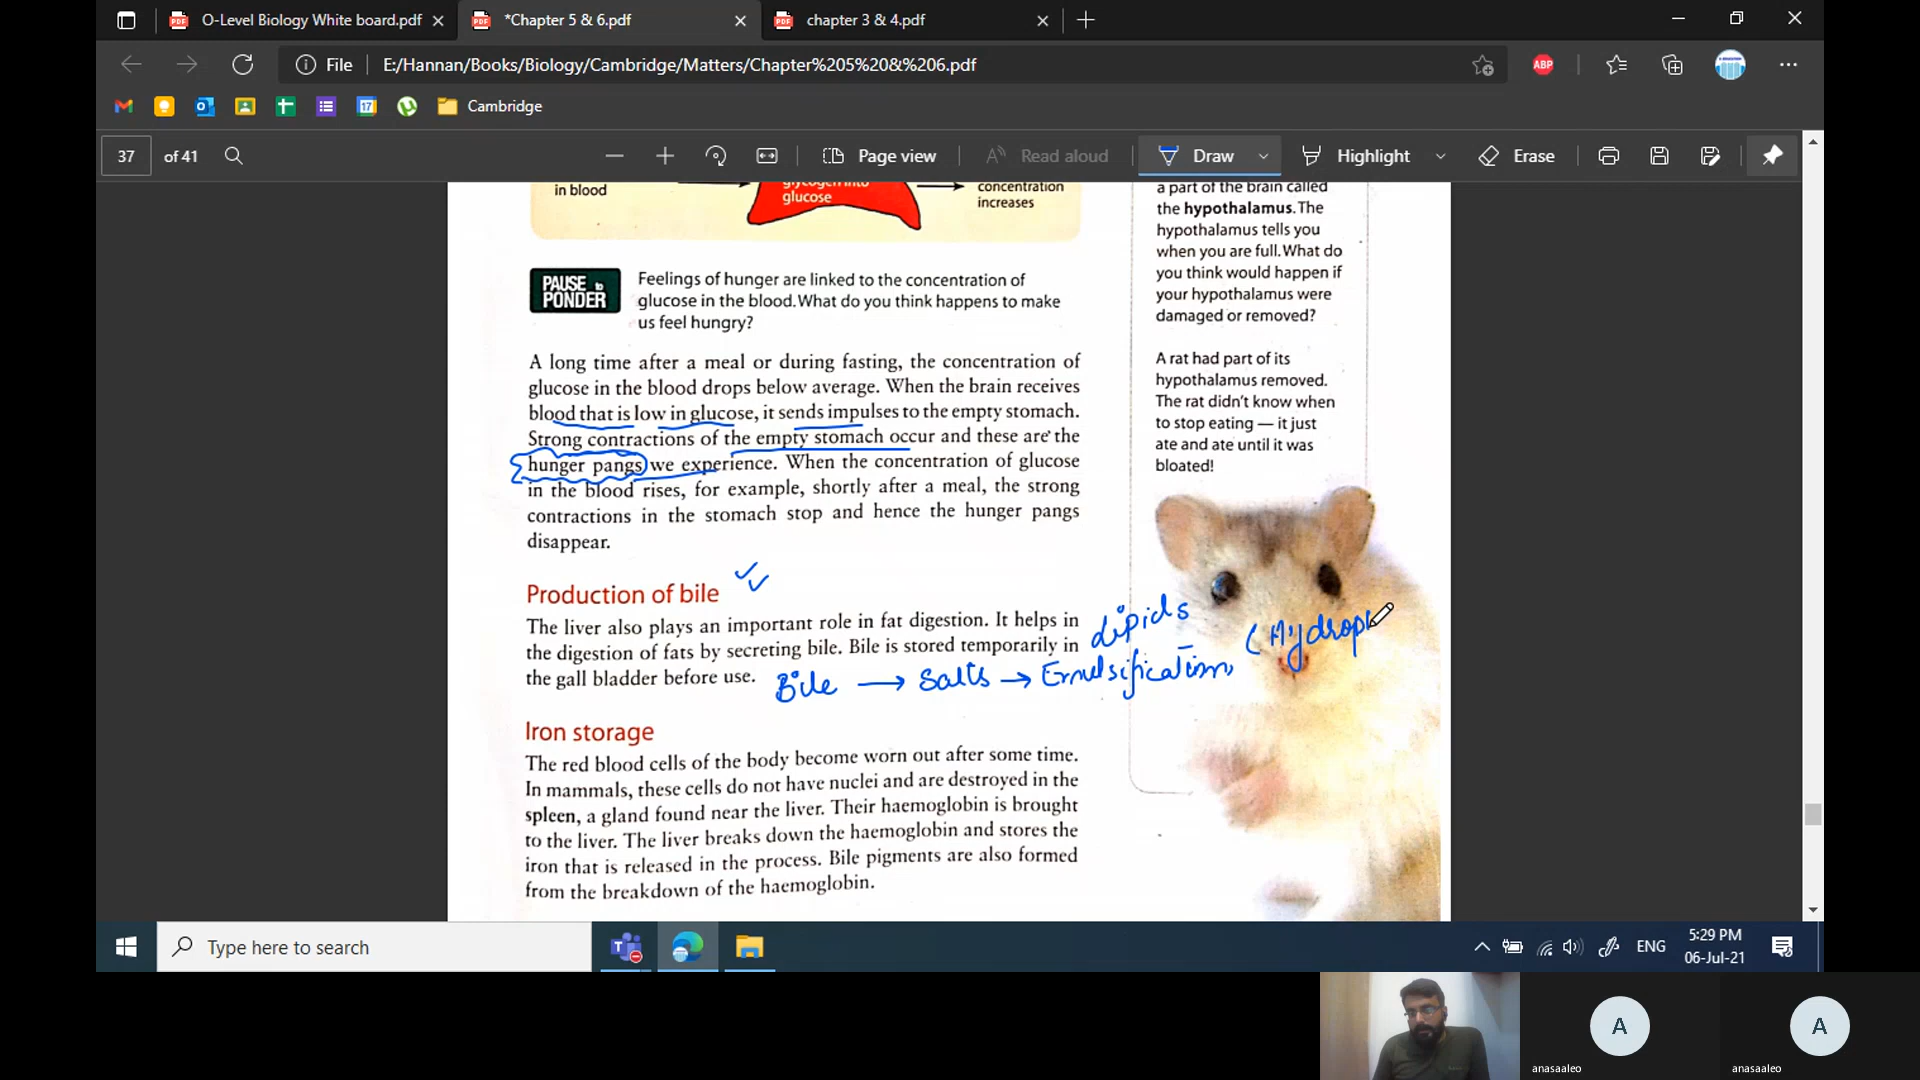 O-Level Biology White board.pdf
*Chapter 5 & 6.pdf
chapter 3 & 4.pdf
File
E:/Hannan/Books/Biology/Cambridge/Matters/Chapter%205%20&%206.pdf
ABP
Cambridge
37 of 41
Page view
Read aloud
Draw
Highlight
Erase
in blood
glycogen into
glucose
concentration
increases
PAUSE to
PONDER
Feelings of hunger are linked to the concentration of
glucose in the blood. What do you think happens to make
us feel hungry?
A long time after a meal or during fasting, the concentration of
glucose in the blood drops below average. When the brain receives
blood that is low in glucose, it sends impulses to the empty stomach.
Strong contractions of the empty stomach occur and these are the
hunger pangs we experience. When the concentration of glucose
in the blood rises, for example, shortly after a meal, the strong
contractions in the stomach stop and hence the hunger pangs
disappear.
Production of bile
The liver also plays an important role in fat digestion. It helps in
the digestion of fats by secreting bile. Bile is stored temporarily in
the gall bladder before use.
Bile → Salts → Emulsification
Lipids
(Hydrop
Iron storage
The red blood cells of the body become worn out after some time.
In mammals, these cells do not have nuclei and are destroyed in the
spleen, a gland found near the liver. Their haemoglobin is brought
to the liver. The liver breaks down the haemoglobin and stores the
iron that is released in the process. Bile pigments are also formed
from the breakdown of the haemoglobin.
a part of the brain called
the hypothalamus. The
hypothalamus tells you
when you are full. What do
you think would happen if
your hypothalamus were
damaged or removed?
A rat had part of its
hypothalamus removed.
The rat didn't know when
to stop eating — it just
ate and ate until it was
bloated!
Type here to search
ENG
5:29 PM
06-Jul-21
A
anasaaleo
A
anasaaleo